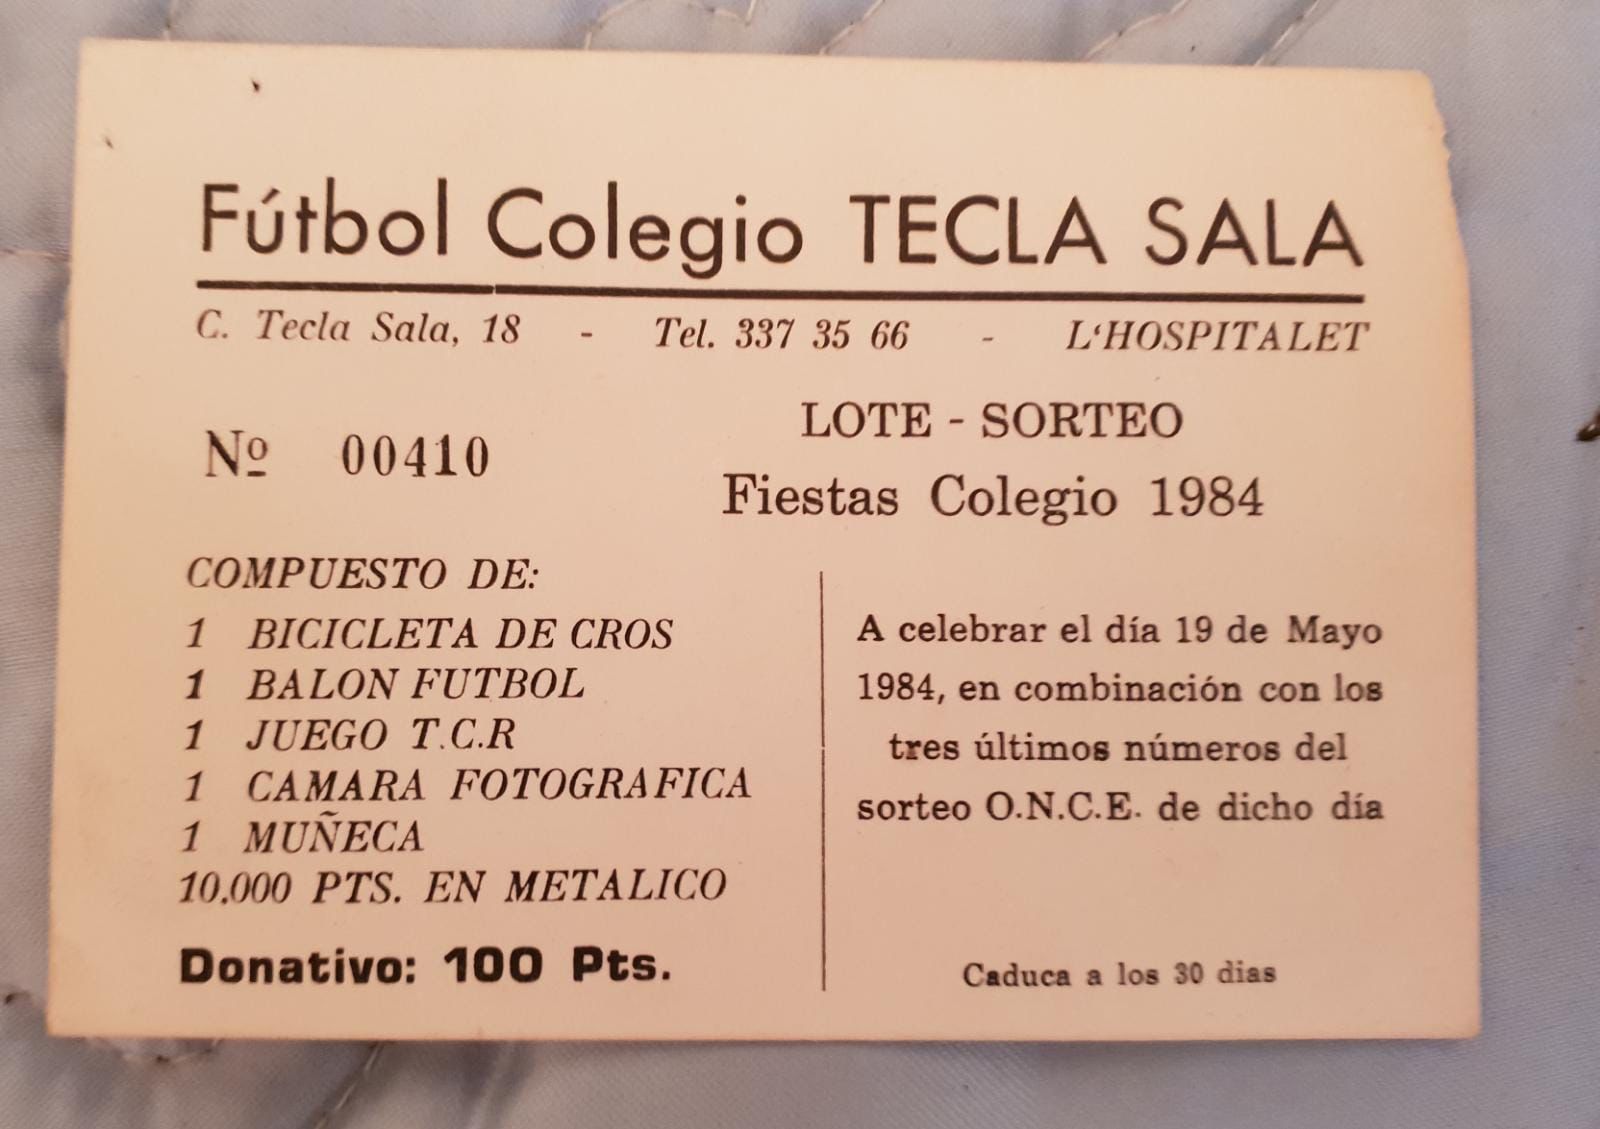 Fútbol Colegio TECLA SALA
C. Tecla Sala, 18 - Tel. 337 35 66 - L'HOSPITALET
Nº 00410
LOTE - SORTEO
Fiestas Colegio 1984
COMPUESTO DE:
1 BICICLETA DE CROS
1 BALON FUTBOL
1 JUEGO T.C.R
1 CAMARA FOTOGRAFICA
1 MUÑECA
10.000 PTS. EN METALICO
Donativo: 100 Pts.
A celebrar el día 19 de Mayo
1984, en combinación con los
tres últimos números del
sorteo O.N.C.E. de dicho día
Caduca a los 30 dias